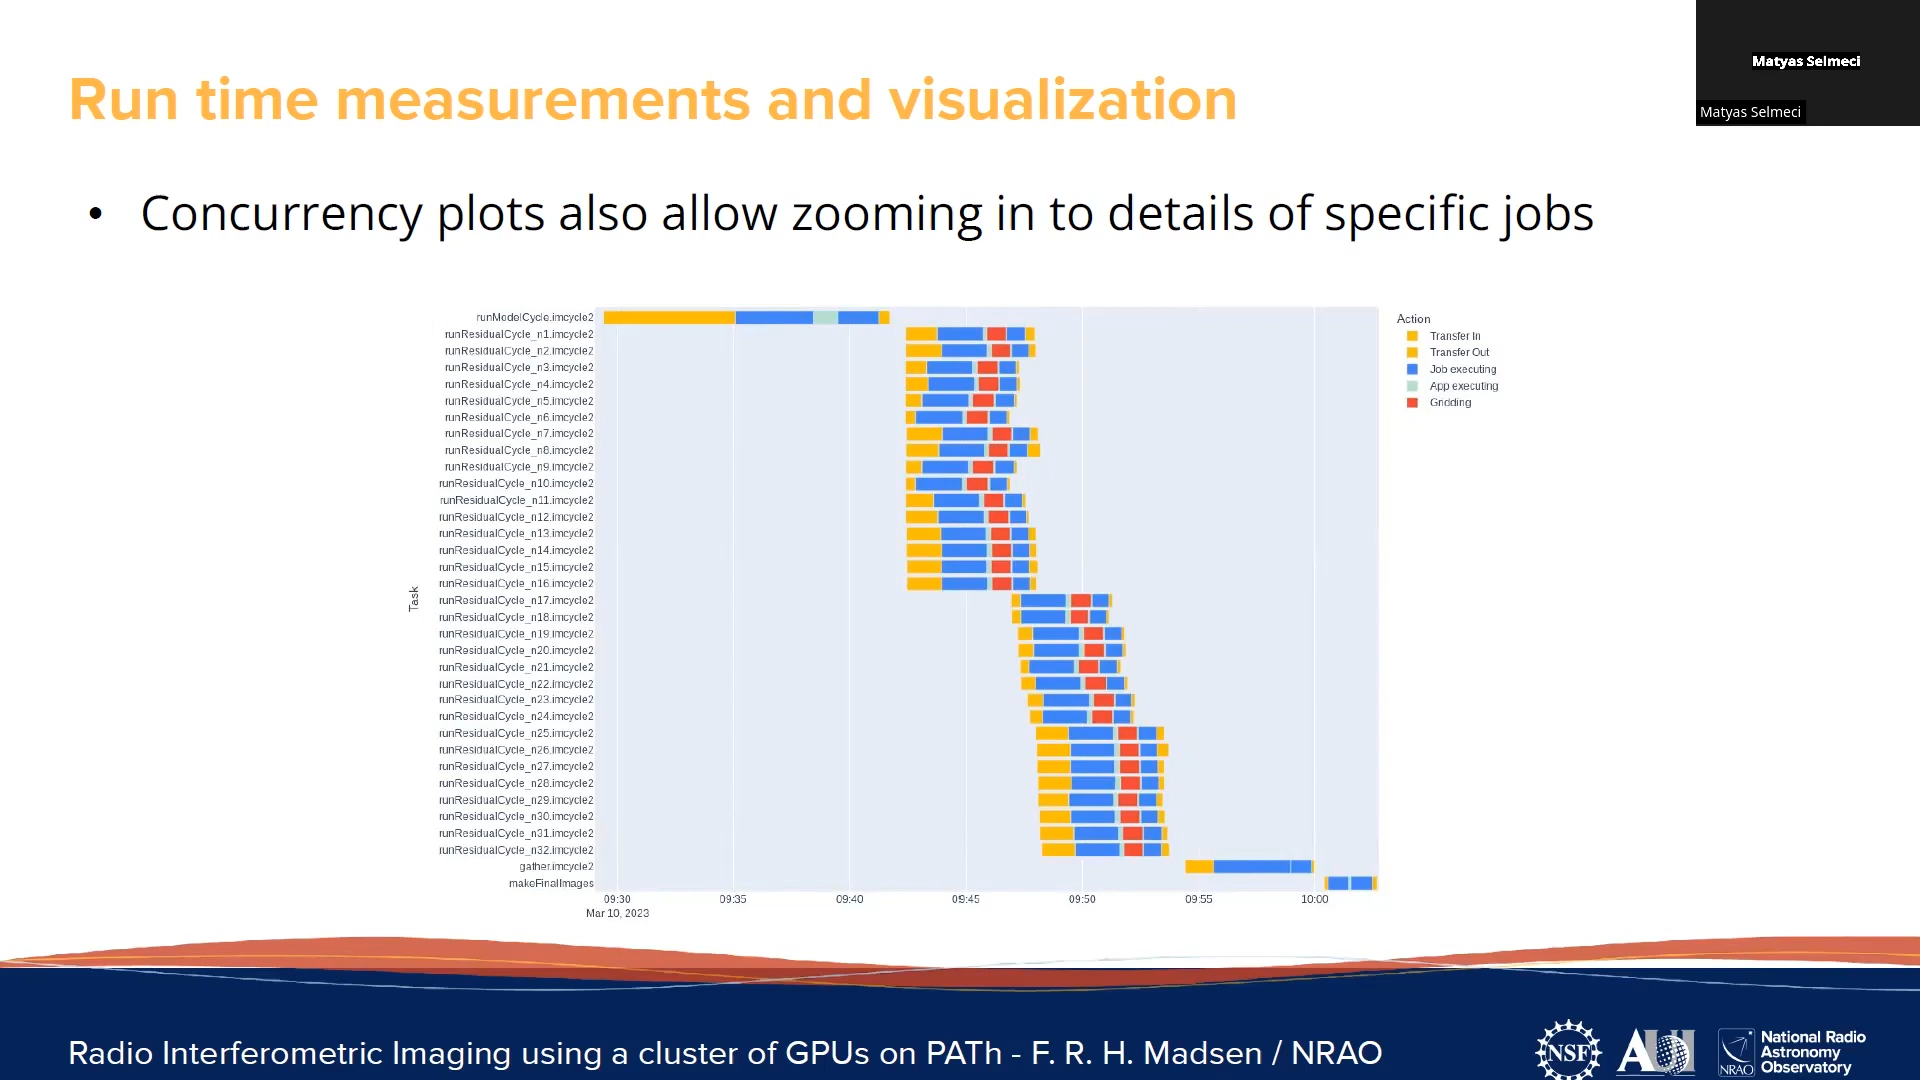 Matyas Selmeci
Matyas Selmeci
Run time measurements and visualization
• Concurrency plots also allow zooming in to details of specific jobs
Task
runModelCycle.imcycle2
runResidualCycle_n1.imcycle2
runResidualCycle_n2.imcycle2
runResidualCycle_n3.imcycle2
runResidualCycle_n4.imcycle2
runResidualCycle_n5.imcycle2
runResidualCycle_n6.imcycle2
runResidualCycle_n7.imcycle2
runResidualCycle_n8.imcycle2
runResidualCycle_n9.imcycle2
runResidualCycle_n10.imcycle2
runResidualCycle_n11.imcycle2
runResidualCycle_n12.imcycle2
runResidualCycle_n13.imcycle2
runResidualCycle_n14.imcycle2
runResidualCycle_n15.imcycle2
runResidualCycle_n16.imcycle2
runResidualCycle_n17.imcycle2
runResidualCycle_n18.imcycle2
runResidualCycle_n19.imcycle2
runResidualCycle_n20.imcycle2
runResidualCycle_n21.imcycle2
runResidualCycle_n22.imcycle2
runResidualCycle_n23.imcycle2
runResidualCycle_n24.imcycle2
runResidualCycle_n25.imcycle2
runResidualCycle_n26.imcycle2
runResidualCycle_n27.imcycle2
runResidualCycle_n28.imcycle2
runResidualCycle_n29.imcycle2
runResidualCycle_n30.imcycle2
runResidualCycle_n31.imcycle2
runResidualCycle_n32.imcycle2
gather.imcycle2
makeFinalImages
09:30 09:35 09:40 09:45 09:50 09:55 10:00
Mar 10, 2023
Action
Transfer In
Transfer Out
Job executing
App executing
Gridding
Radio Interferometric Imaging using a cluster of GPUs on PATh - F. R. H. Madsen / NRAO
NSF
AUI
NRAO
National Radio
Astronomy
Observatory